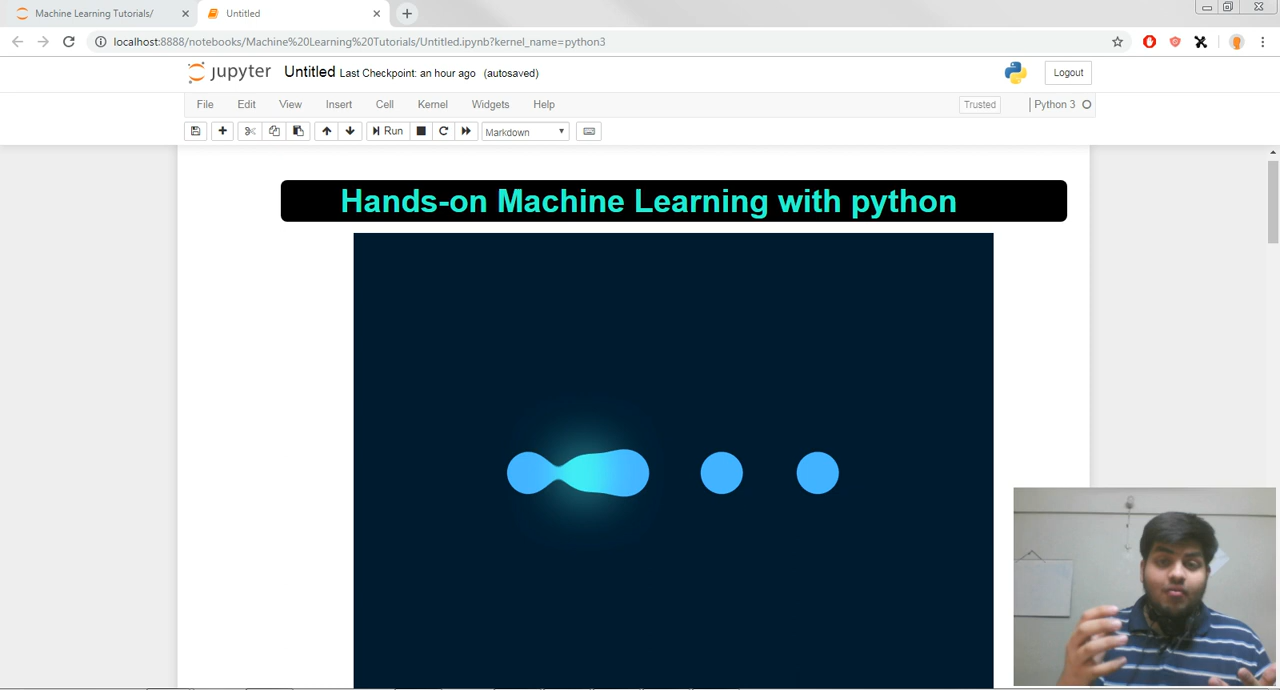 Machine Learning Tutorials/
Untitled
localhost:8888/notebooks/Machine%20Learning%20Tutorials/Untitled.ipynb?kernel_name=python3
jupyter Untitled Last Checkpoint: an hour ago (autosaved)
Logout
File Edit View Insert Cell Kernel Widgets Help
Trusted
Python 3
Run
Markdown
Hands-on Machine Learning with python